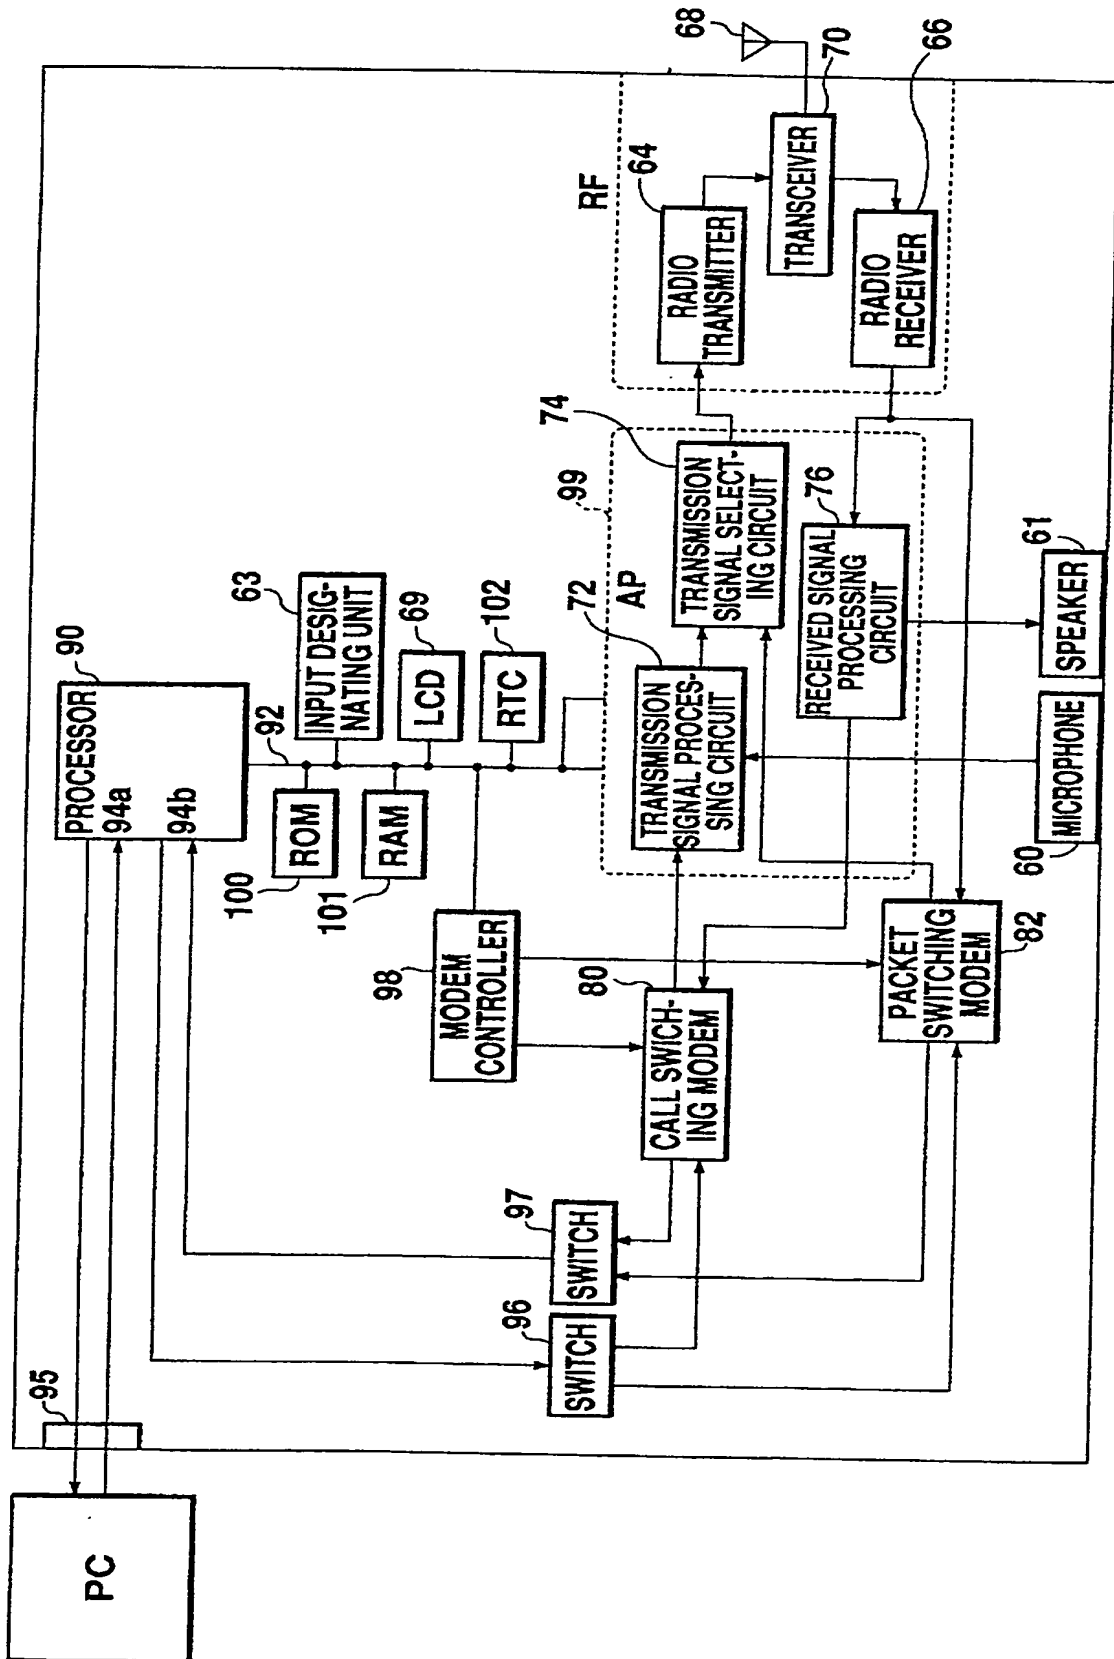 PC
95
PROCESSOR
94a
94b
90
92
100
ROM
101
RAM
63
INPUT DESIG-
NATING UNIT
69
LCD
102
RTC
98
MODEM
CONTROLLER
96
SWITCH
97
SWITCH
80
CALL SWICH-
ING MODEM
82
PACKET
SWITCHING
MODEM
99
AP
72
TRANSMISSION
SIGNAL PROCES-
SING CIRCUIT
74
TRANSMISSION
SIGNAL SELECT-
ING CIRCUIT
76
RECEIVED SIGNAL
PROCESSING
CIRCUIT
60
MICROPHONE
61
SPEAKER
RF
64
RADIO
TRANSMITTER
68
70
TRANSCEIVER
66
RADIO
RECEIVER